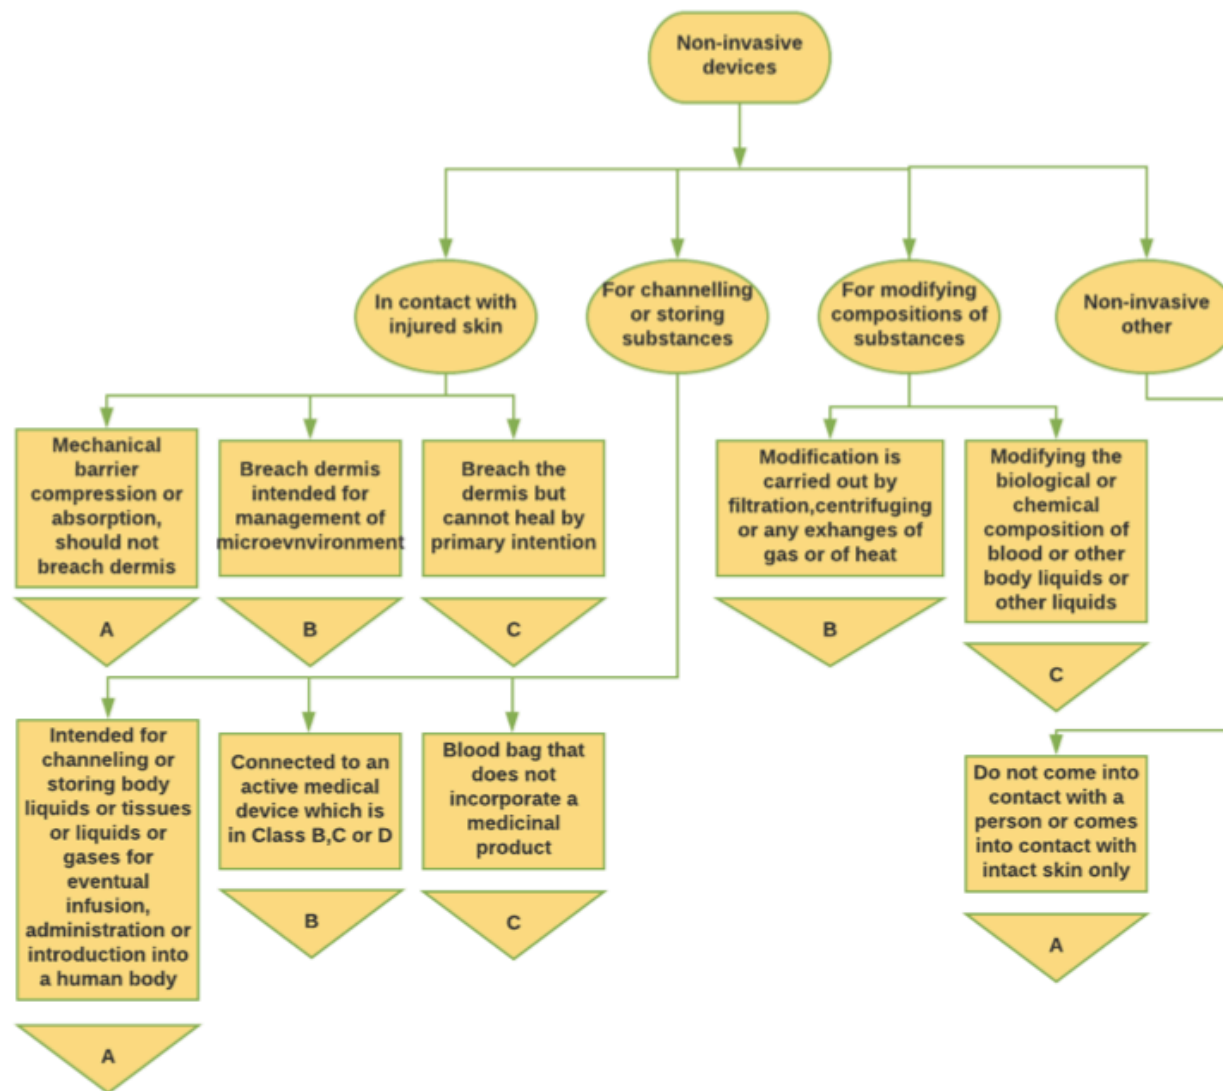 Non-invasive
devices
In contact with
injured skin
For channelling
or storing
substances
For modifying
compositions of
substances
Non-invasive
other
Mechanical
barrier
compression or
absorption,
should not
breach dermis
A
Breach dermis
intended for
management of
microevnvironment
B
Breach the
dermis but
cannot heal by
primary intention
C
Modification is
carried out by
filtration,centrifuging
or any exhanges of
gas or of heat
B
Modifying the
biological or
chemical
composition of
blood or other
body liquids or
other liquids
C
Intended for
channeling or
storing body
liquids or tissues
or liquids or
gases for
eventual
infusion,
administration or
introduction into
a human body
A
Connected to an
active medical
device which is
in Class B,C or D
B
Blood bag that
does not
incorporate a
medicinal
product
C
Do not come into
contact with a
person or comes
into contact with
intact skin only
A